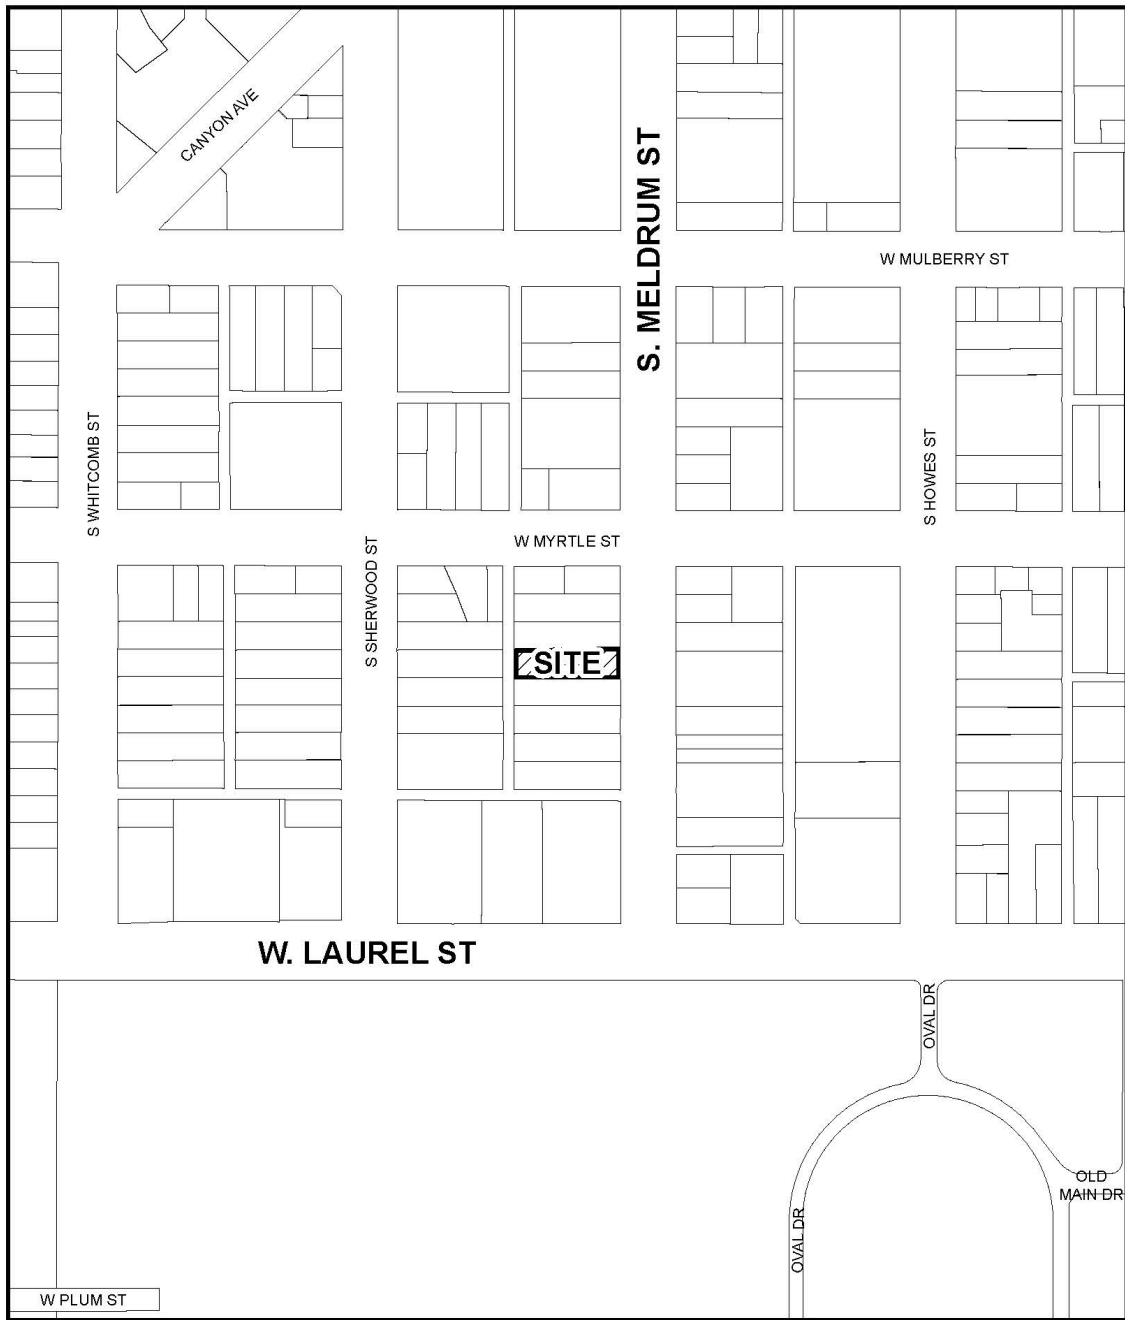 CANYON AVE
S. MELDRUM ST
W MULBERRY ST
S WHITCOMB ST
S HOWES ST
W MYRTLE ST
S SHERWOOD ST
SITE
W. LAUREL ST
OVAL DR
OLD
MAIN DR
OVAL DR
W PLUM ST